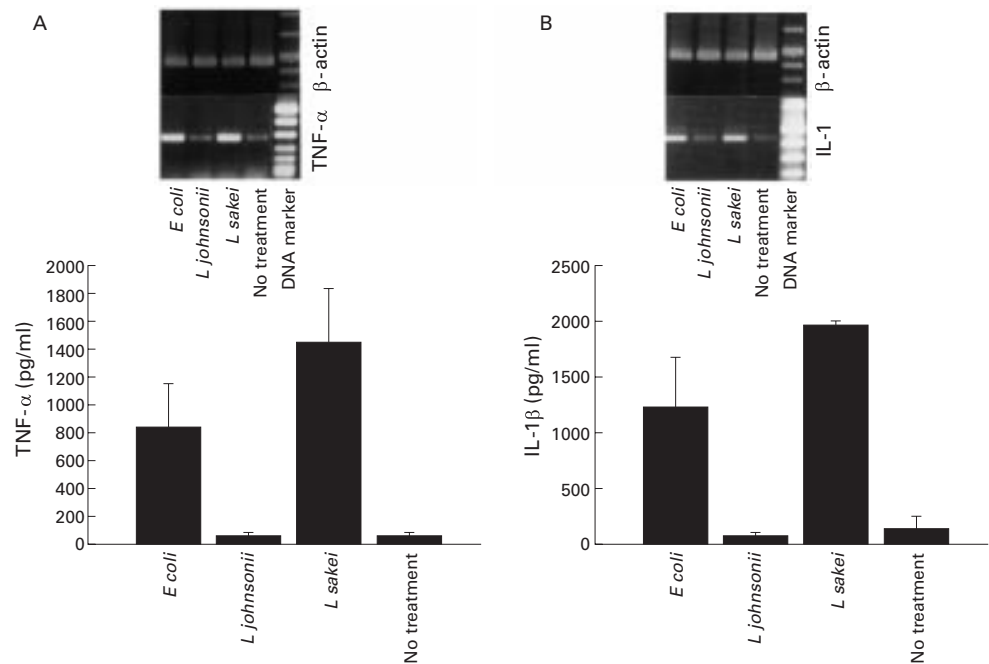 A
β-actin
TNF-α
E coli
L johnsonii
L sakei
No treatment
DNA marker
2000
1800
1600
1400
1200
1000
800
600
400
200
0
TNF-α (pg/ml)
E coli
L johnsonii
L sakei
No treatment
B
β-actin
IL-1
E coli
L johnsonii
L sakei
No treatment
DNA marker
2500
2000
1500
1000
500
0
IL-1β (pg/ml)
E coli
L johnsonii
L sakei
No treatment